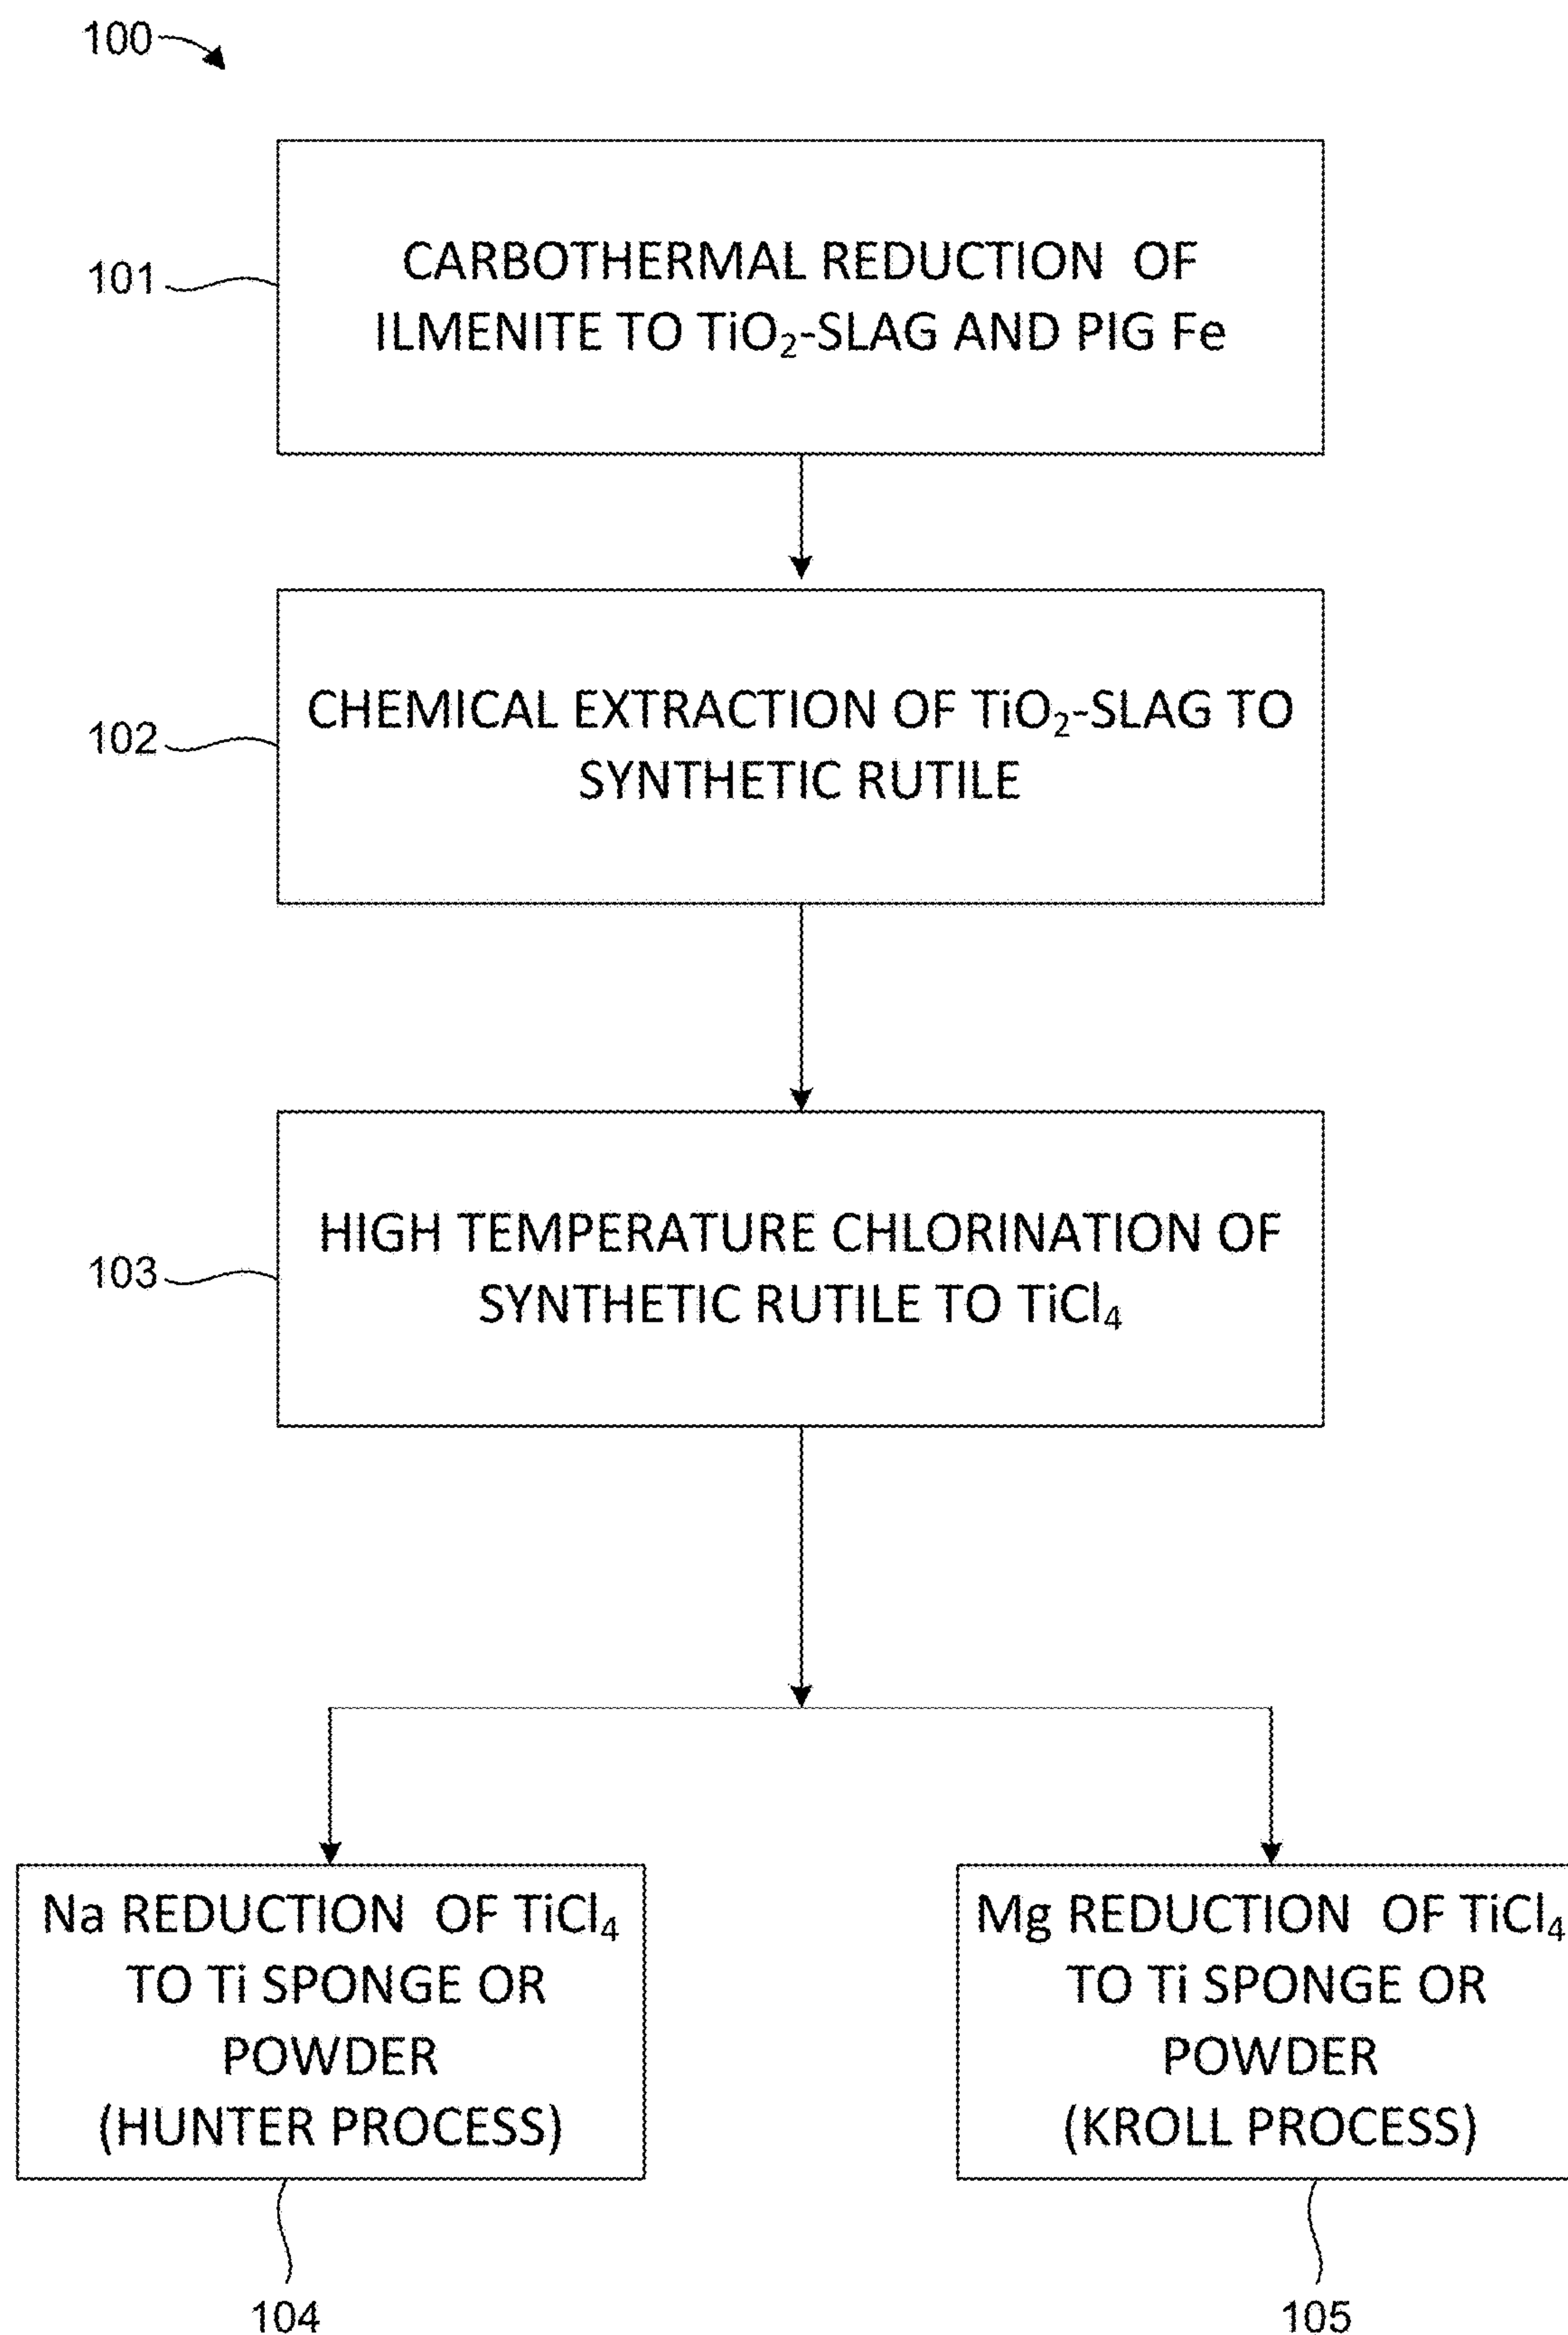 100
101
CARBOTHERMAL REDUCTION OF
ILMENITE TO TiO₂-SLAG AND PIG Fe
102
CHEMICAL EXTRACTION OF TiO₂-SLAG TO
SYNTHETIC RUTILE
103
HIGH TEMPERATURE CHLORINATION OF
SYNTHETIC RUTILE TO TiCl₄
Na REDUCTION OF TiCl₄
TO Ti SPONGE OR
POWDER
(HUNTER PROCESS)
104
Mg REDUCTION OF TiCl₄
TO Ti SPONGE OR
POWDER
(KROLL PROCESS)
105